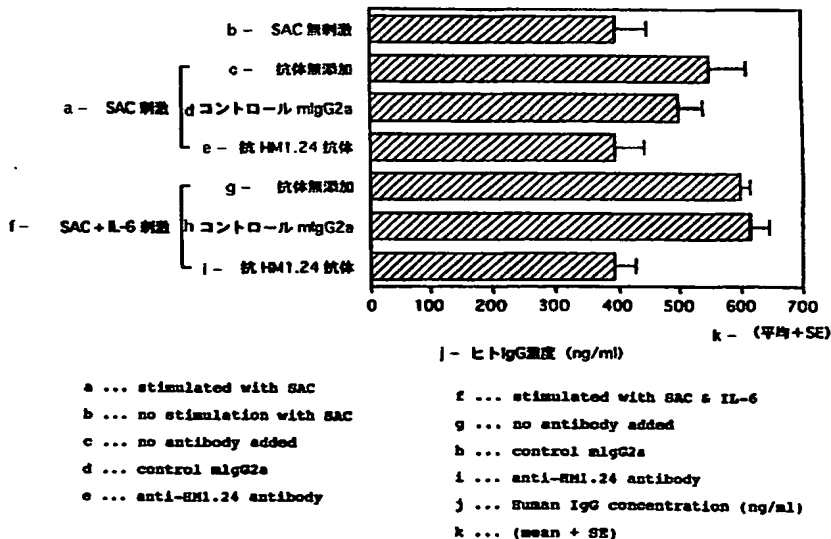 b – SAC 無刺激
c – 抗体無添加
a – SAC 刺激
d コントロール mIgG2a
e – 抗 HM1.24 抗体
g – 抗体無添加
f – SAC + IL-6 刺激
h コントロール mIgG2a
i – 抗 HM1.24 抗体
0 100 200 300 400 500 600 700
k – (平均+SE)
j – ヒトIgG濃度 (ng/ml)
a ... stimulated with SAC
b ... no stimulation with SAC
c ... no antibody added
d ... control mIgG2a
e ... anti-HM1.24 antibody
f ... stimulated with SAC & IL-6
g ... no antibody added
h ... control mIgG2a
i ... anti-HM1.24 antibody
j ... Human IgG concentration (ng/ml)
k ... (mean + SE)